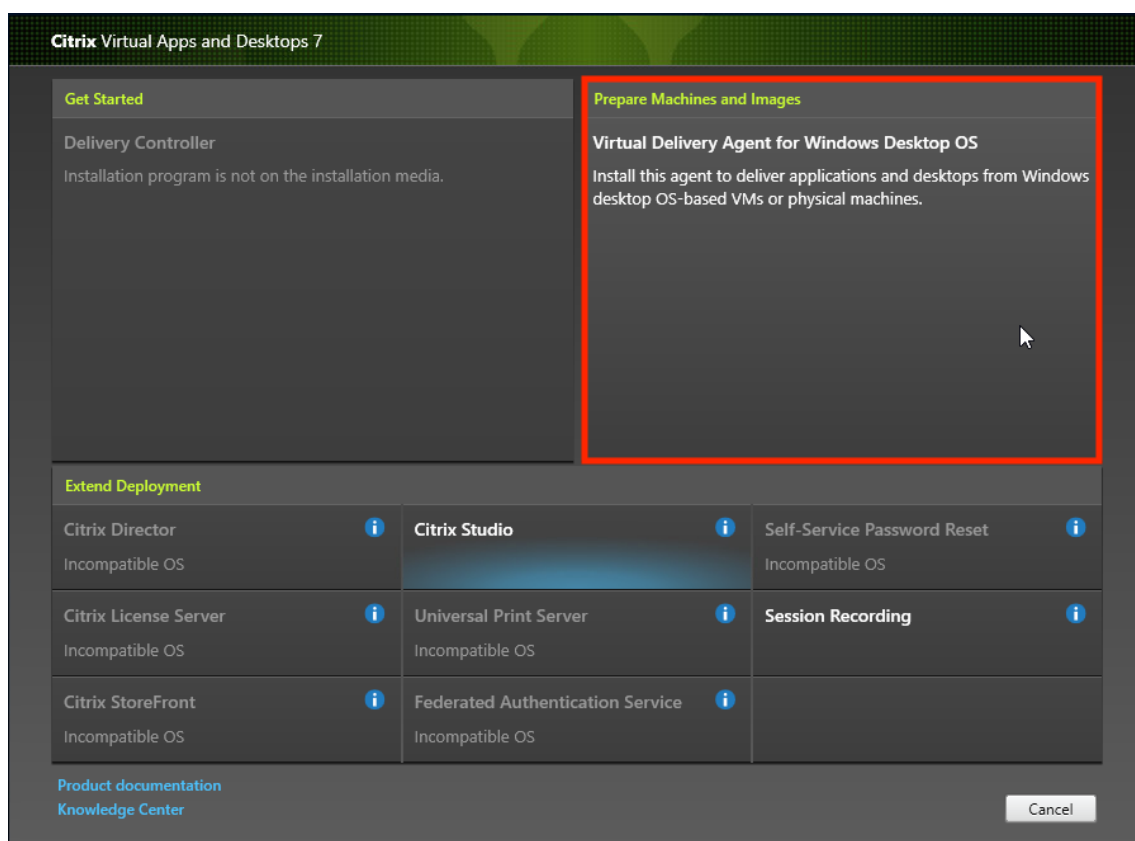 Citrix Virtual Apps and Desktops 7
Get Started
Delivery Controller
Installation program is not on the installation media.
Prepare Machines and Images
Virtual Delivery Agent for Windows Desktop OS
Install this agent to deliver applications and desktops from Windows
desktop OS-based VMs or physical machines.
Extend Deployment
Citrix Director
Incompatible OS
Citrix Studio
Self-Service Password Reset
Incompatible OS
Citrix License Server
Incompatible OS
Universal Print Server
Incompatible OS
Session Recording
Citrix StoreFront
Incompatible OS
Federated Authentication Service
Incompatible OS
Product documentation
Knowledge Center
Cancel